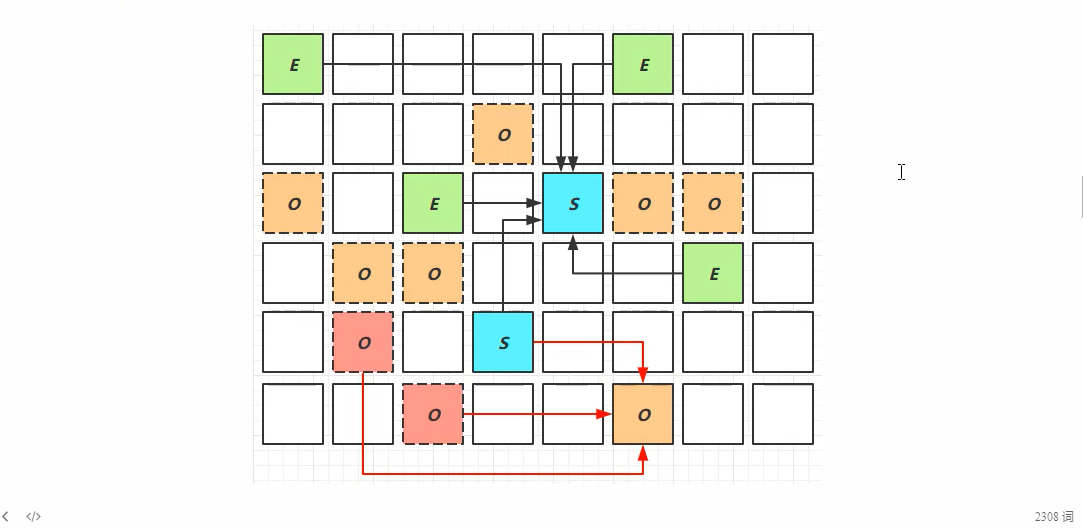 E E
O
O E S O O
O O E
O S
O O
2308 词